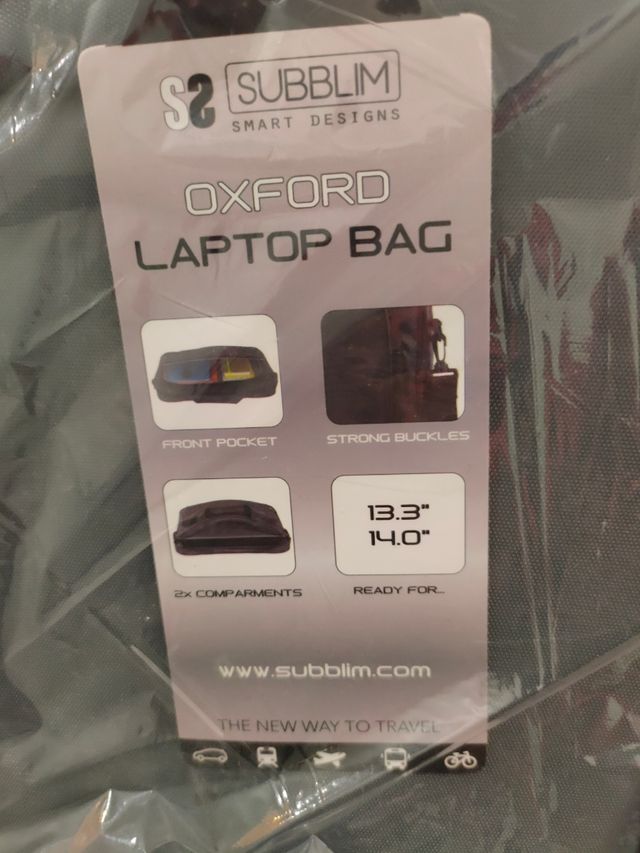 SS SUBBLIM
SMART DESIGNS
OXFORD
LAPTOP BAG
FRONT POCKET
STRONG BUCKLES
2x COMPARMENTS
13.3"
14.0"
READY FOR...
www.subblim.com
THE NEW WAY TO TRAVEL